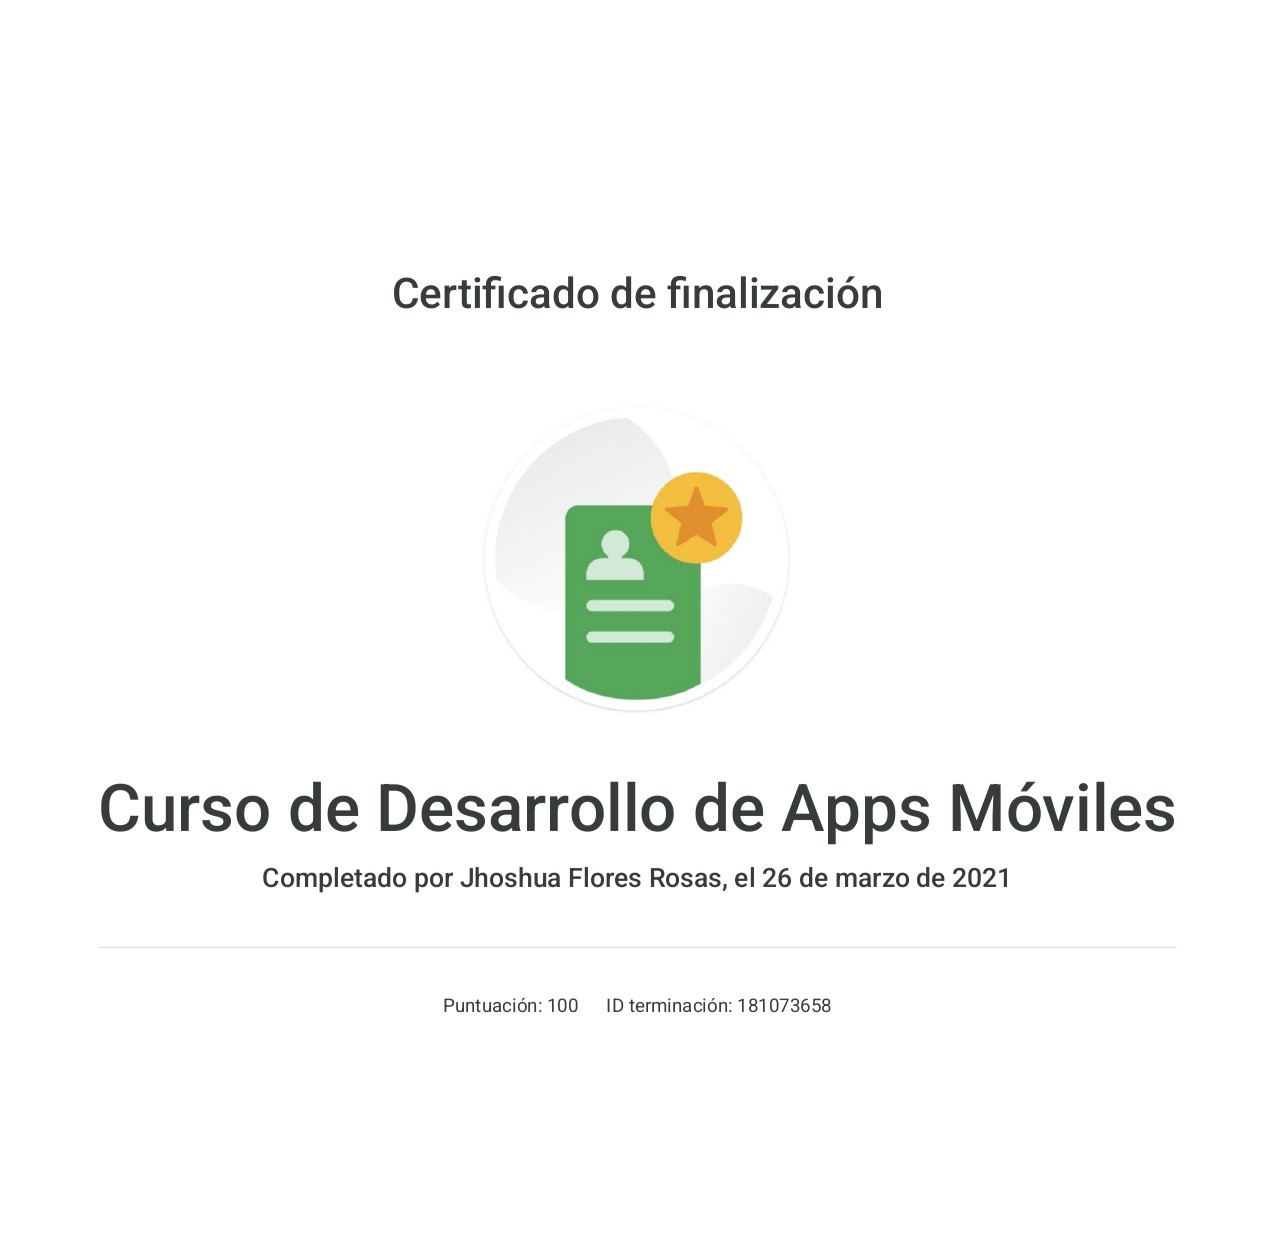 Certificado de finalización
Curso de Desarrollo de Apps Móviles
Completado por Jhoshua Flores Rosas, el 26 de marzo de 2021
Puntuación: 100 ID terminación: 181073658